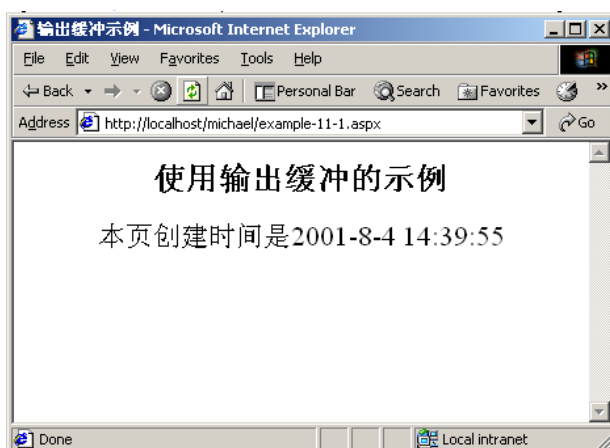 输出缓冲示例 - Microsoft Internet Explorer
File Edit View Favorites Tools Help
Back Personal Bar Search Favorites »
Address http://localhost/michael/example-11-1.aspx Go
使用输出缓冲的示例
本页创建时间是2001-8-4 14:39:55
Done Local intranet